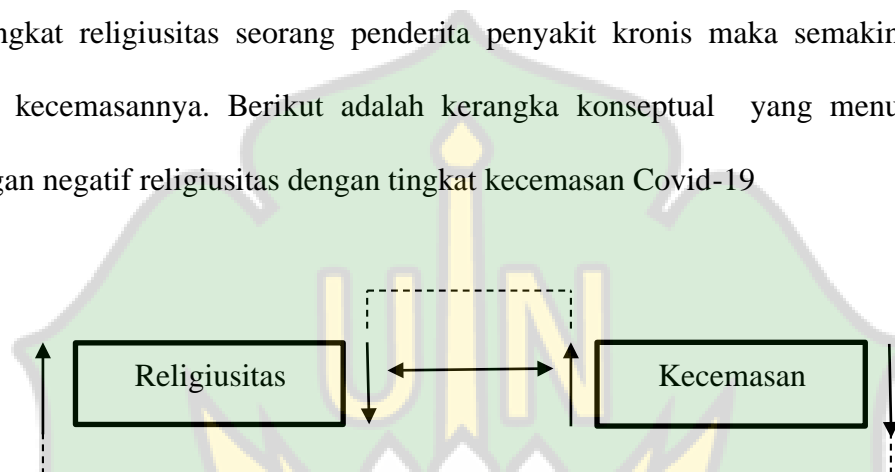 ngkat religiusitas seorang penderita penyakit kronis maka semakin
kecemasannya. Berikut adalah kerangka konseptual yang menu
gan negatif religiusitas dengan tingkat kecemasan Covid-19
UIN
Religiusitas
Kecemasan